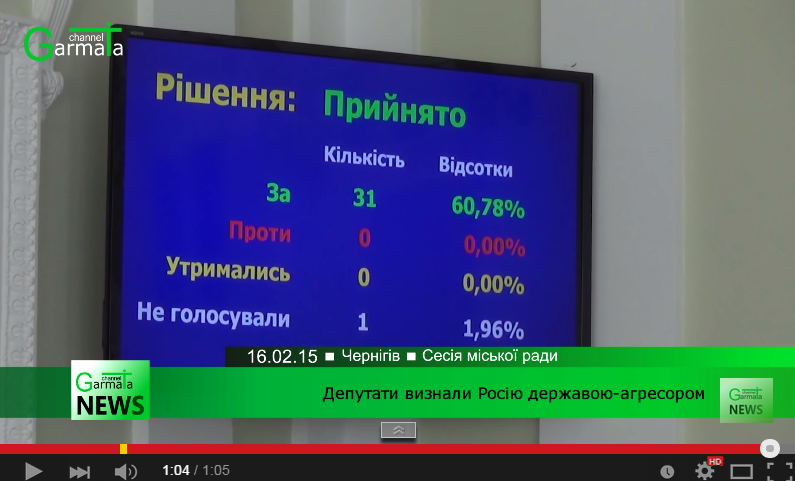 channel
Garmata
Рішення: Прийнято
Кількість Відсотки
За 31 60,78%
Проти 0 0,00%
Утримались 0 0,00%
Не голосували 1 1,96%
16.02.15 ■ Чернігів ■ Сесія міської ради
Депутати визнали Росію державою-агресором
channel
Garmata
NEWS
channel
Garmata
NEWS
1:04 / 1:05
HD